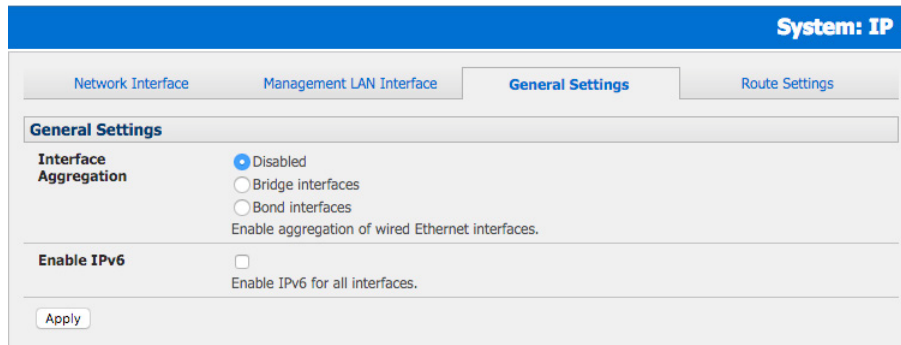 System: IP
Network Interface
Management LAN Interface
General Settings
Route Settings
General Settings
Interface
Aggregation
Disabled
Bridge interfaces
Bond interfaces
Enable aggregation of wired Ethernet interfaces.
Enable IPv6
Enable IPv6 for all interfaces.
Apply